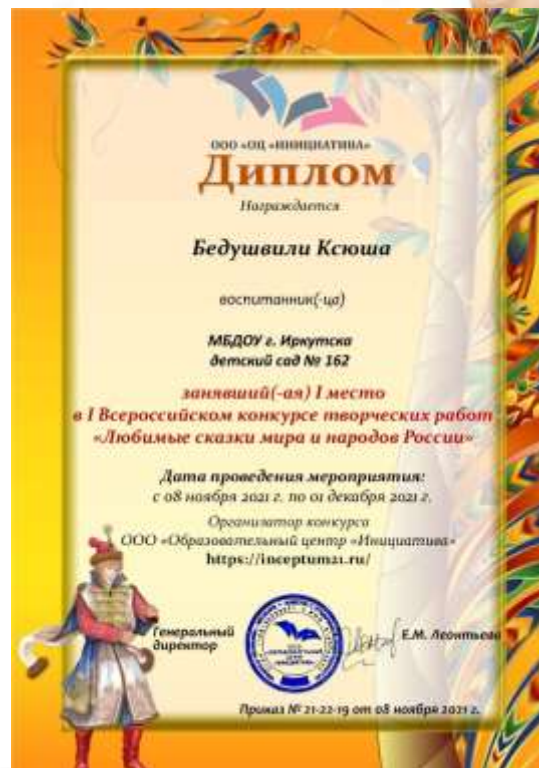 ООО «ОЦ «ИНИЦИАТИВА»
Диплом
Награждается
Бедушвили Ксюша
воспитанник(-ца)
МБДОУ г. Иркутска
детский сад № 162
занявший(-ая) I место
в I Всероссийском конкурсе творческих работ
«Любимые сказки мира и народов России»
Дата проведения мероприятия:
с 08 ноября 2021 г. по 01 декабря 2021 г.
Организатор конкурса
ООО «Образовательный центр «Инициатива»
https://inceptum21.ru/
Генеральный
директор
Е.М. Леонтьева
Приказ № 21-22-19 от 08 ноября 2021 г.